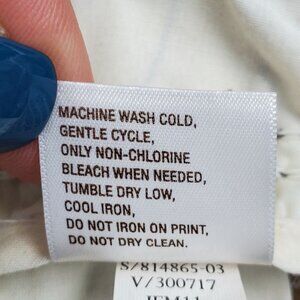 MACHINE WASH COLD,
GENTLE CYCLE,
ONLY NON-CHLORINE
BLEACH WHEN NEEDED,
TUMBLE DRY LOW,
COOL IRON,
DO NOT IRON ON PRINT,
DO NOT DRY CLEAN.
S/814865-03
V/300717